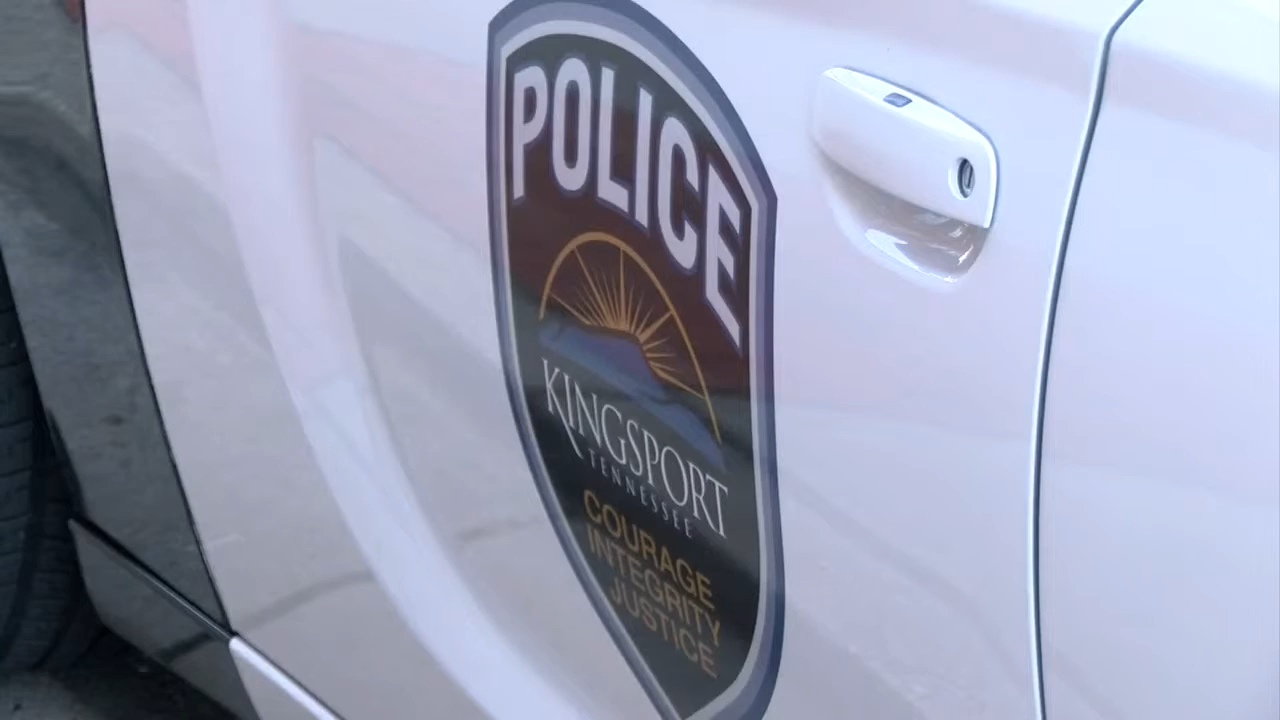 POLICE
KINGSPORT
TENNESSEE
COURAGE
INTEGRITY
JUSTICE